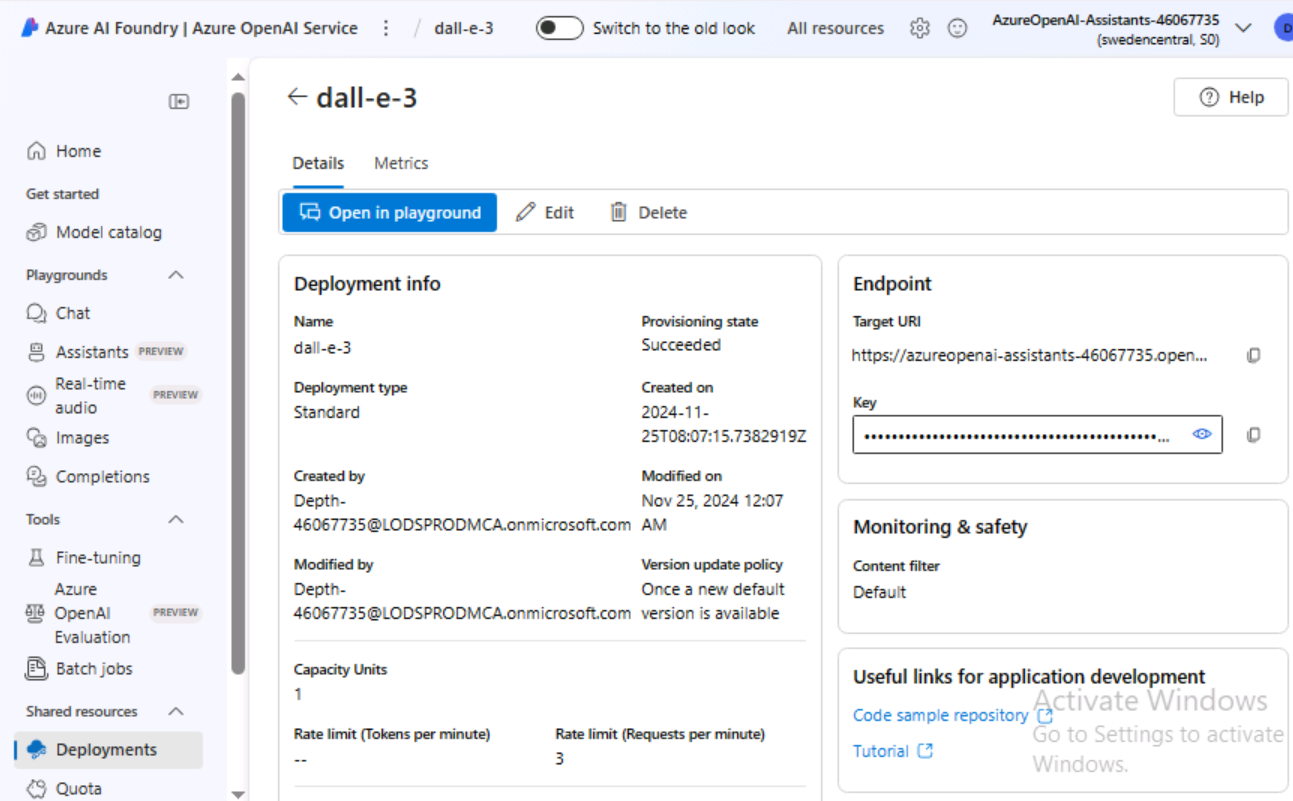 Azure AI Foundry | Azure OpenAI Service / dall-e-3 Switch to the old look All resources AzureOpenAI-Assistants-46067735
(swedencentral, S0)
D
← dall-e-3
Help
Home
Get started
Model catalog
Playgrounds
Chat
Assistants PREVIEW
Real-time
audio
PREVIEW
Images
Completions
Tools
Fine-tuning
Azure
OpenAI
Evaluation
PREVIEW
Batch jobs
Shared resources
Deployments
Quota
Details Metrics
Open in playground Edit Delete
Deployment info
Name
dall-e-3
Provisioning state
Succeeded
Deployment type
Standard
Created on
2024-11-
25T08:07:15.7382919Z
Created by
Depth-
46067735@LODSPRODMCA.onmicrosoft.com
Modified on
Nov 25, 2024 12:07
AM
Modified by
Depth-
46067735@LODSPRODMCA.onmicrosoft.com
Version update policy
Once a new default
version is available
Capacity Units
1
Rate limit (Tokens per minute)
--
Rate limit (Requests per minute)
3
Endpoint
Target URI
https://azureopenai-assistants-46067735.open...
Key
••••••••••••••••••••••••••••••••••••••••••••...
Monitoring & safety
Content filter
Default
Useful links for application development
Code sample repository
Tutorial
Activate Windows
Go to Settings to activate
Windows.